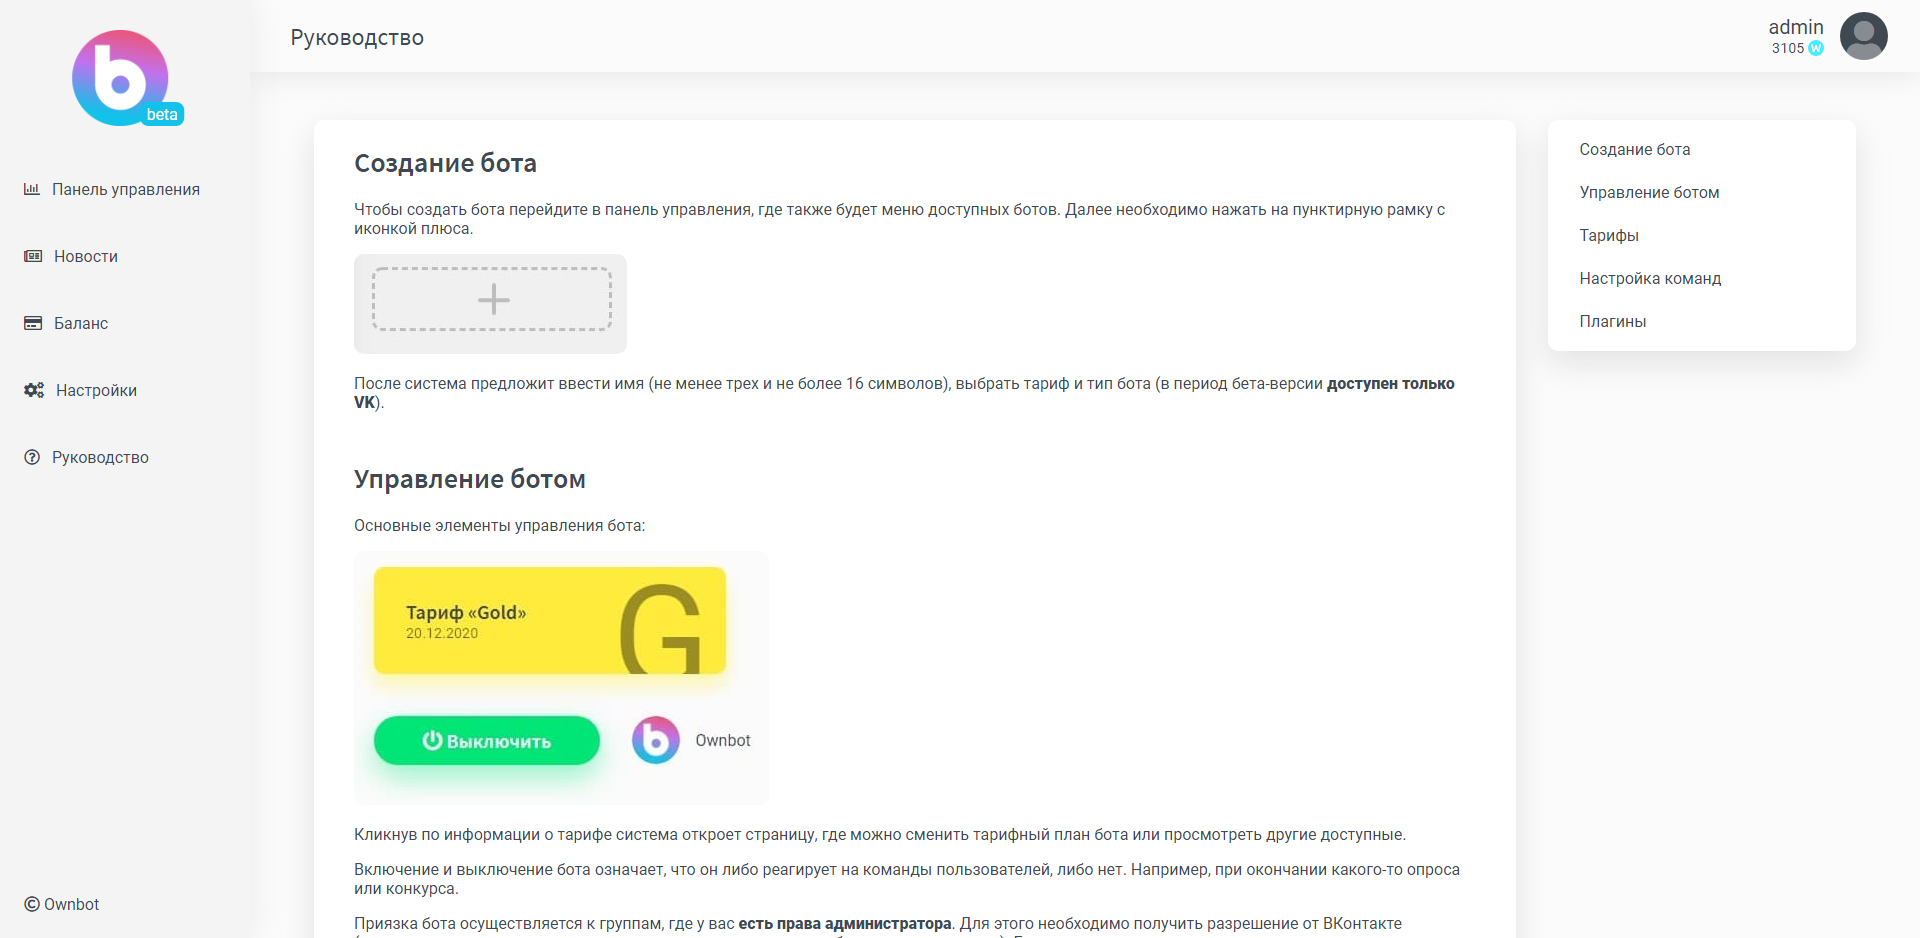 b
beta
Панель управления
Новости
Баланс
Настройки
Руководство
© Ownbot
Руководство
admin
3105 W
Создание бота
Чтобы создать бота перейдите в панель управления, где также будет меню доступных ботов. Далее необходимо нажать на пунктирную рамку с
иконкой плюса.
После система предложит ввести имя (не менее трех и не более 16 символов), выбрать тариф и тип бота (в период бета-версии доступен только
VK).
Управление ботом
Основные элементы управления бота:
Тариф «Gold»
20.12.2020
G
Выключить
b
Ownbot
Кликнув по информации о тарифе система откроет страницу, где можно сменить тарифный план бота или просмотреть другие доступные.
Включение и выключение бота означает, что он либо реагирует на команды пользователей, либо нет. Например, при окончании какого-то опроса
или конкурса.
Приязка бота осуществляется к группам, где у вас есть права администратора. Для этого необходимо получить разрешение от ВКонтакте
Создание бота
Управление ботом
Тарифы
Настройка команд
Плагины